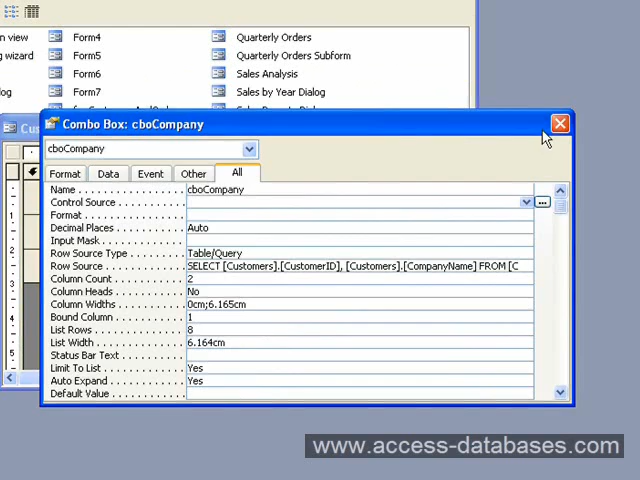 n view
Form4
Quarterly Orders
g wizard
Form5
Quarterly Orders Subform
Form6
Sales Analysis
log
Form7
Sales by Year Dialog
Combo Box: cboCompany
cboCompany
Format Data Event Other All
Name . . . . . . . . . . . . . . . . . cboCompany
Control Source . . . . . . . . . .
Format . . . . . . . . . . . . . . . .
Decimal Places . . . . . . . . . . Auto
Input Mask . . . . . . . . . . . . .
Row Source Type . . . . . . . . Table/Query
Row Source . . . . . . . . . . . . SELECT [Customers].[CustomerID], [Customers].[CompanyName] FROM [C
Column Count . . . . . . . . . . . 2
Column Heads . . . . . . . . . . . No
Column Widths . . . . . . . . . . 0cm;6.165cm
Bound Column . . . . . . . . . . . 1
List Rows . . . . . . . . . . . . . . 8
List Width . . . . . . . . . . . . . . 6.164cm
Status Bar Text . . . . . . . . . .
Limit To List . . . . . . . . . . . . Yes
Auto Expand . . . . . . . . . . . . Yes
Default Value . . . . . . . . . . .
www.access-databases.com